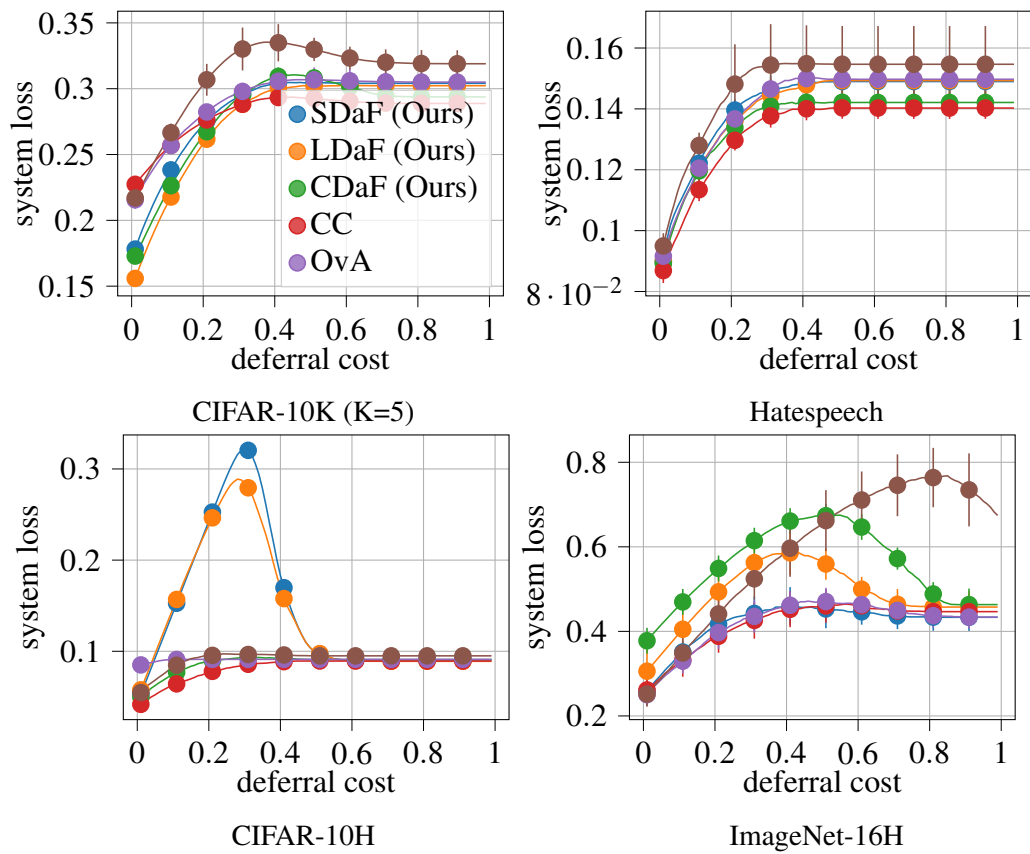 0.35
0.3
0.25
0.2
0.15
system loss
SDaF (Ours)
LDaF (Ours)
CDaF (Ours)
CC
OvA
0 0.2 0.4 0.6 0.8 1
deferral cost
CIFAR-10K (K=5)
0.16
0.14
0.12
0.1
8 · 10⁻²
system loss
0 0.2 0.4 0.6 0.8 1
deferral cost
Hatespeech
0.3
0.2
0.1
system loss
0 0.2 0.4 0.6 0.8 1
deferral cost
CIFAR-10H
0.8
0.6
0.4
0.2
system loss
0 0.2 0.4 0.6 0.8 1
deferral cost
ImageNet-16H